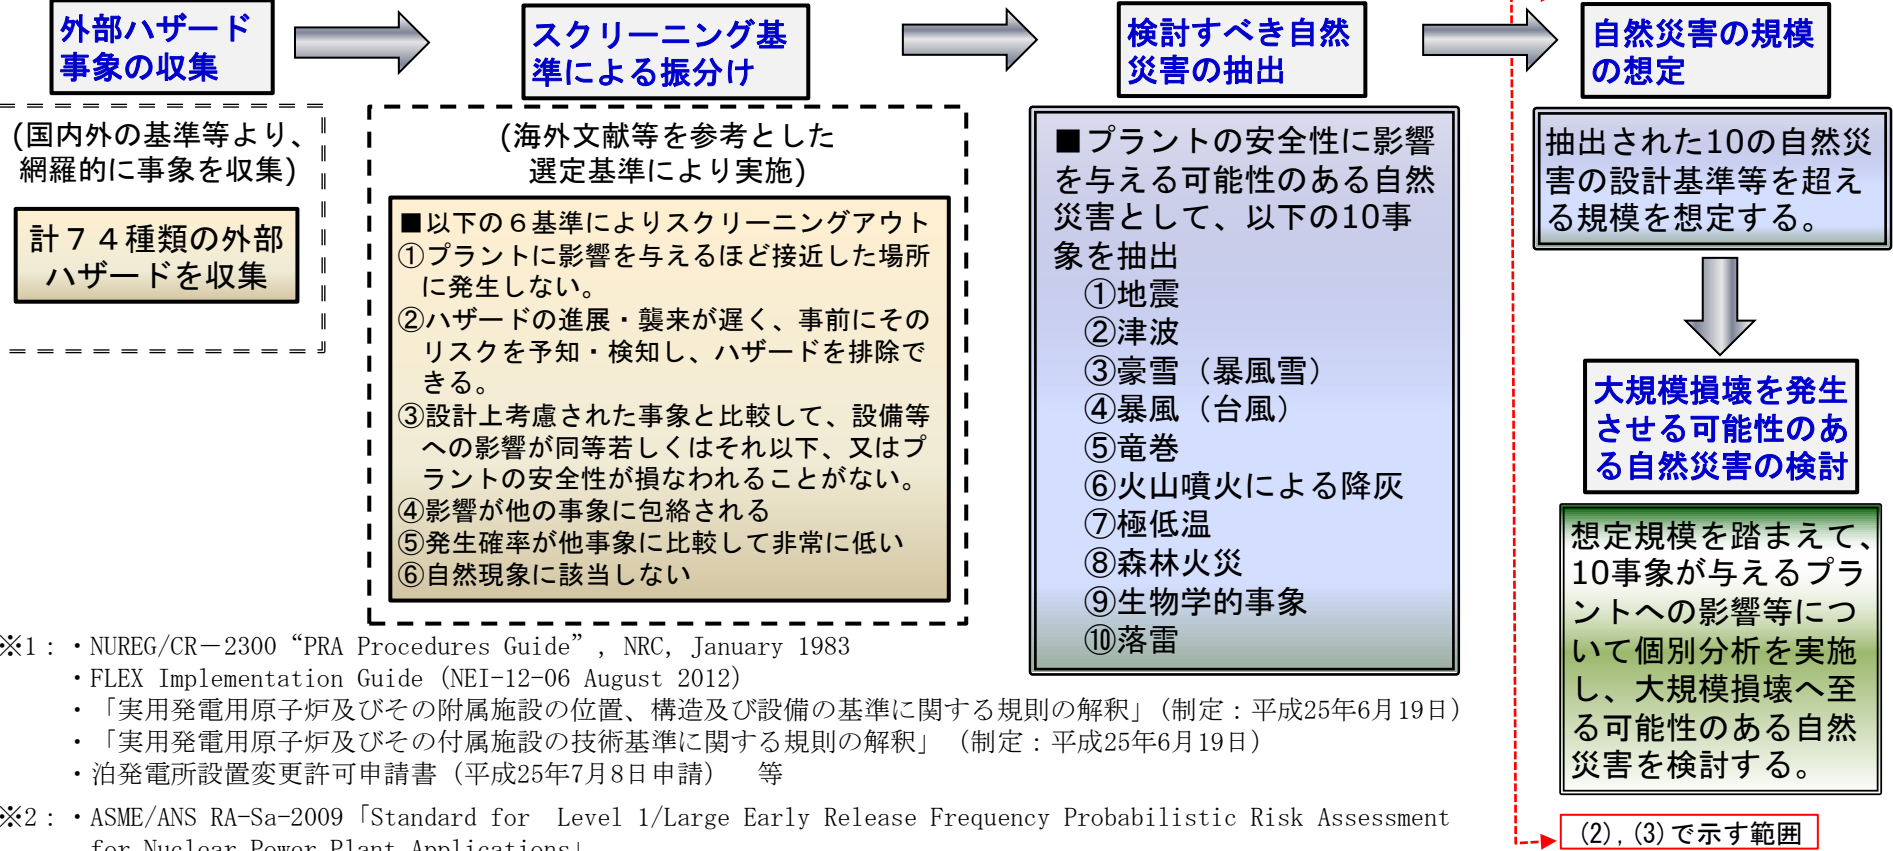 外部ハザード
事象の収集
(国内外の基準等より、
網羅的に事象を収集)
計７４種類の外部
ハザードを収集
スクリーニング基
準による振分け
(海外文献等を参考とした
選定基準により実施)
■以下の６基準によりスクリーニングアウト
①プラントに影響を与えるほど接近した場所
に発生しない。
②ハザードの進展・襲来が遅く、事前にその
リスクを予知・検知し、ハザードを排除で
きる。
③設計上考慮された事象と比較して、設備等
への影響が同等若しくはそれ以下、又はプ
ラントの安全性が損なわれることがない。
④影響が他の事象に包絡される
⑤発生確率が他事象に比較して非常に低い
⑥自然現象に該当しない
検討すべき自然
災害の抽出
■プラントの安全性に影響
を与える可能性のある自然
災害として、以下の10事
象を抽出
①地震
②津波
③豪雪（暴風雪）
④暴風（台風）
⑤竜巻
⑥火山噴火による降灰
⑦極低温
⑧森林火災
⑨生物学的事象
⑩落雷
自然災害の規模
の想定
抽出された10の自然災
害の設計基準等を超え
る規模を想定する。
大規模損壊を発生
させる可能性のあ
る自然災害の検討
想定規模を踏まえて、
10事象が与えるプラ
ントへの影響等につ
いて個別分析を実施
し、大規模損壊へ至
る可能性のある自然
災害を検討する。
(2),(3)で示す範囲
※1：・NUREG/CR－2300“PRA Procedures Guide”, NRC, January 1983
・FLEX Implementation Guide (NEI-12-06 August 2012)
・「実用発電用原子炉及びその附属施設の位置、構造及び設備の基準に関する規則の解釈」（制定：平成25年6月19日）
・「実用発電用原子炉及びその付属施設の技術基準に関する規則の解釈」（制定：平成25年6月19日）
・泊発電所設置変更許可申請書（平成25年7月8日申請）　等
※2：・ASME/ANS RA-Sa-2009「Standard for Level 1/Large Early Release Frequency Probabilistic Risk Assessment
for Nuclear Power Plant Applications」